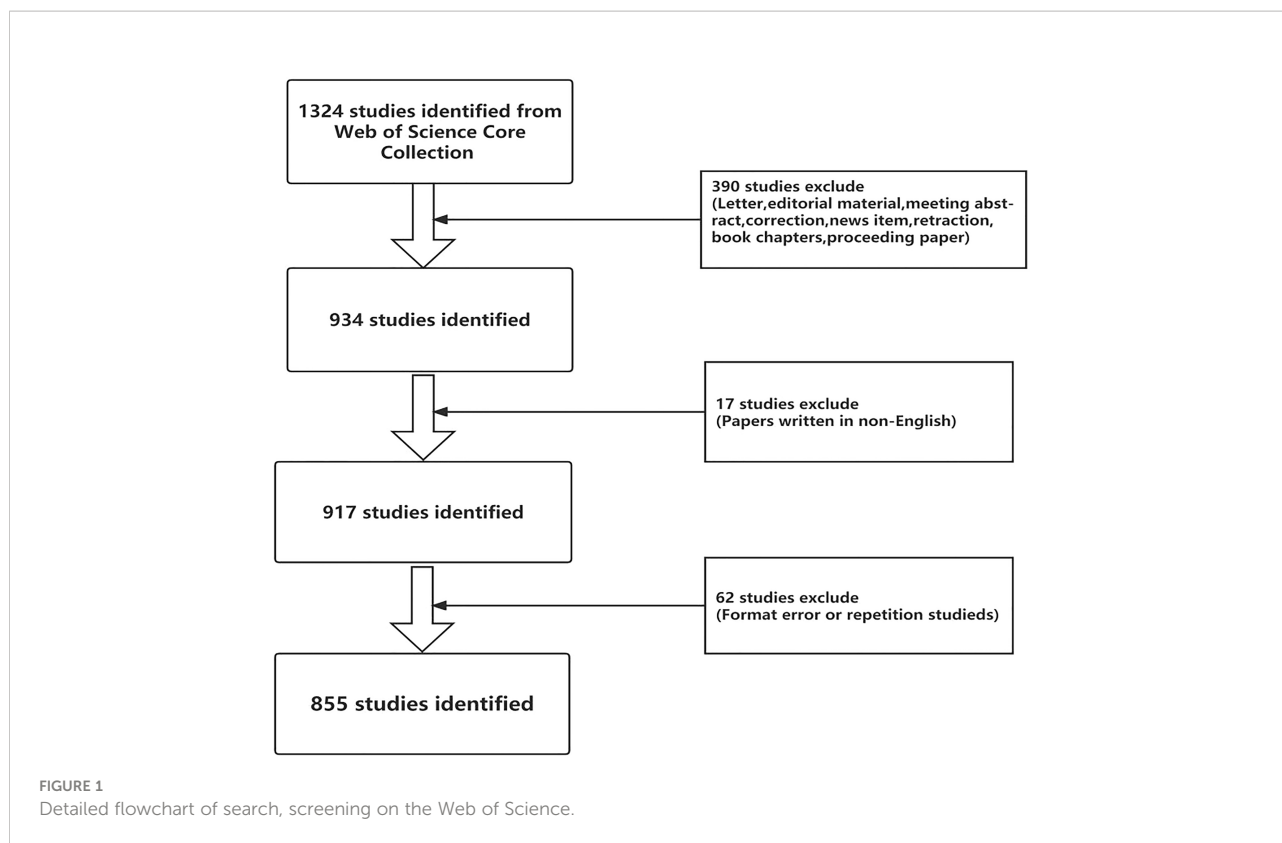 1324 studies identified from
Web of Science Core
Collection
390 studies exclude
(Letter,editorial material,meeting abst-
ract,correction,news item,retraction,
book chapters,proceeding paper)
934 studies identified
17 studies exclude
(Papers written in non-English)
917 studies identified
62 studies exclude
(Format error or repetition studieds)
855 studies identified
FIGURE 1
Detailed flowchart of search, screening on the Web of Science.